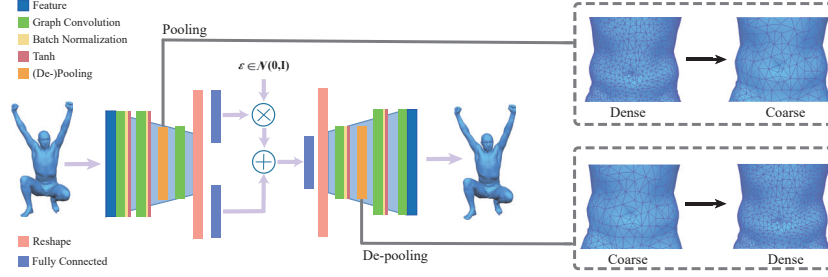 Feature
Graph Convolution
Batch Normalization
Tanh
(De-)Pooling
Pooling
ε ∈ N(0,I)
Dense
Coarse
Coarse
Dense
De-pooling
Reshape
Fully Connected